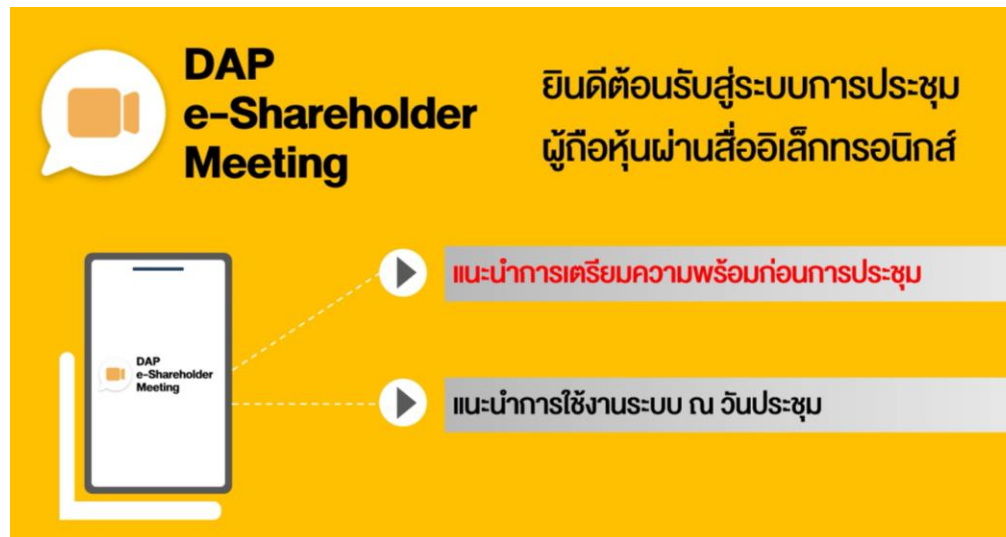 DAP
e-Shareholder
Meeting
ยินดีต้อนรับสู่ระบบการประชุม
ผู้ถือหุ้นผ่านสื่ออิเล็กทรอนิกส์
แนะนำการเตรียมความพร้อมก่อนการประชุม
DAP
e-Shareholder
Meeting
แนะนำการใช้งานระบบ ณ วันประชุม